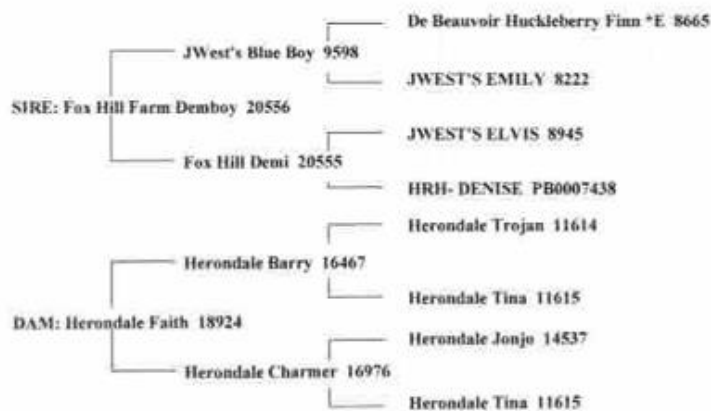 De Beauvoir Huckleberry Finn *E 8665
JWest's Blue Boy 9598
JWEST'S EMILY 8222
SIRE: Fox Hill Farm Demboy 20556
JWEST'S ELVIS 8945
Fox Hill Demi 20555
HRH- DENISE PB0007438
Herondale Trojan 11614
Herondale Barry 16467
Herondale Tina 11615
DAM: Herondale Faith 18924
Herondale Jonjo 14537
Herondale Charmer 16976
Herondale Tina 11615